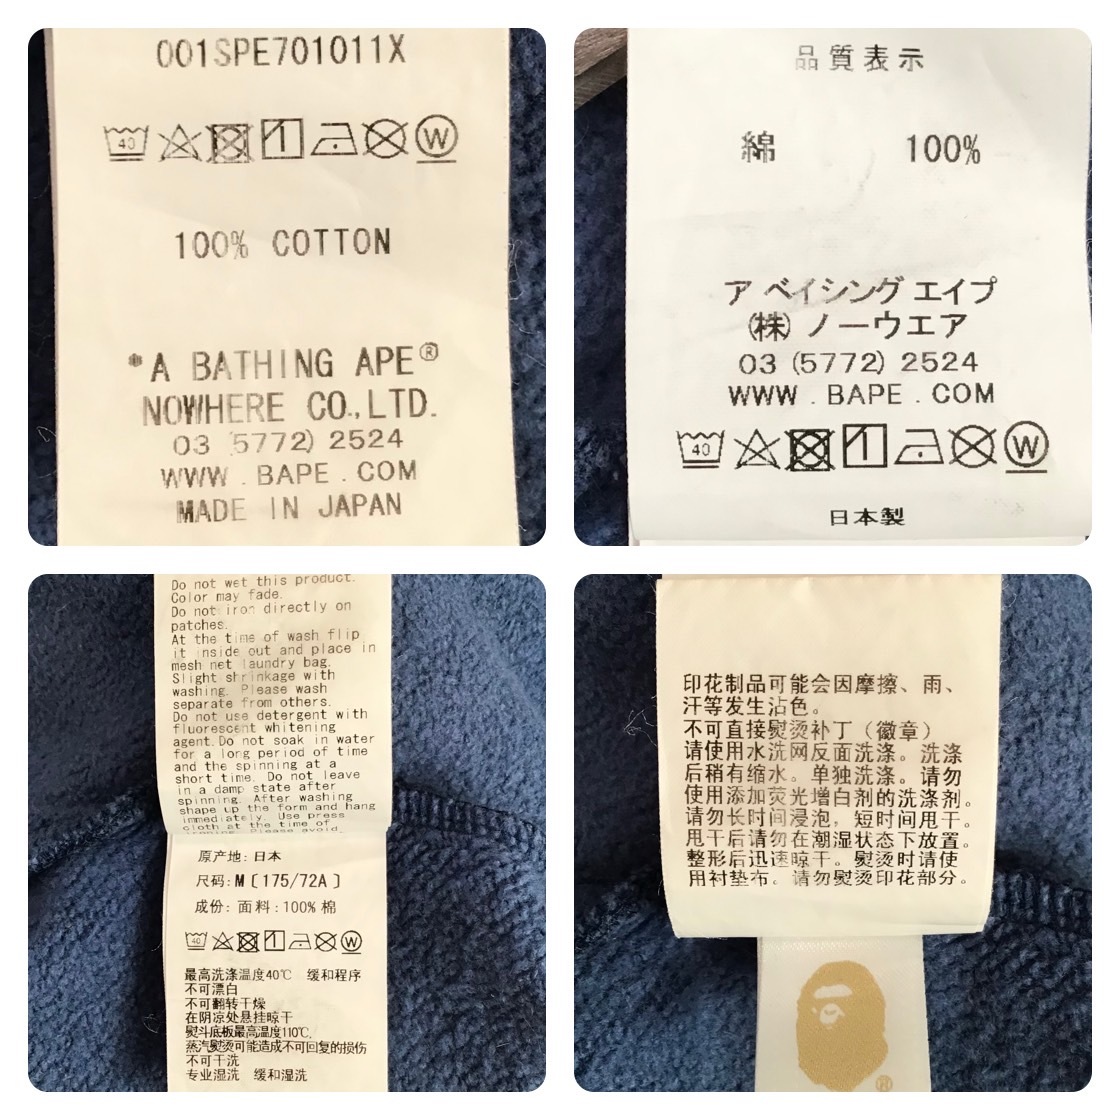 001SPE701011X
40 1 W
100% COTTON
*A BATHING APE®
NOWHERE CO.,LTD.
03 (5772) 2524
WWW.BAPE.COM
MADE IN JAPAN
品質表示
綿 100%
ア ベイシング エイプ
(株) ノーウエア
03 (5772) 2524
WWW.BAPE.COM
40 1 W
日本製
Do not wet this product.
Color may fade.
Do not iron directly on
patches.
At the time of wash flip
it inside out and place in
mesh net laundry bag.
Slight shrinkage with
washing. Please wash
separate from others.
Do not use detergent with
fluorescent whitening
agent.Do not soak in water
for a long period of time
and the spinning at a
short time. Do not leave
in a damp state after
spinning. After washing
shape up the form and hang
immediately. Use press
cloth at the time of
ironing. Please avoid
原产地:日本
尺码:M〔175/72A〕
成份: 面料:100% 棉
40 1 W
最高洗涤温度40℃ 缓和程序
不可漂白
不可翻转干燥
在阴凉处悬挂晾干
熨斗底板最高温度110℃,
蒸汽熨烫可能造成不可回复的损伤
不可干洗
专业湿洗 缓和湿洗
印花制品可能会因摩擦、雨、
汗等发生沾色。
不可直接熨烫补丁(徽章)
请使用水洗网反面洗涤。洗涤
后稍有缩水。单独洗涤。请勿
使用添加荧光增白剂的洗涤剂。
请勿长时间浸泡,短时间甩干。
甩干后请勿在潮湿状态下放置。
整形后迅速晾干。熨烫时请使
用衬垫布。请勿熨烫印花部分。
®